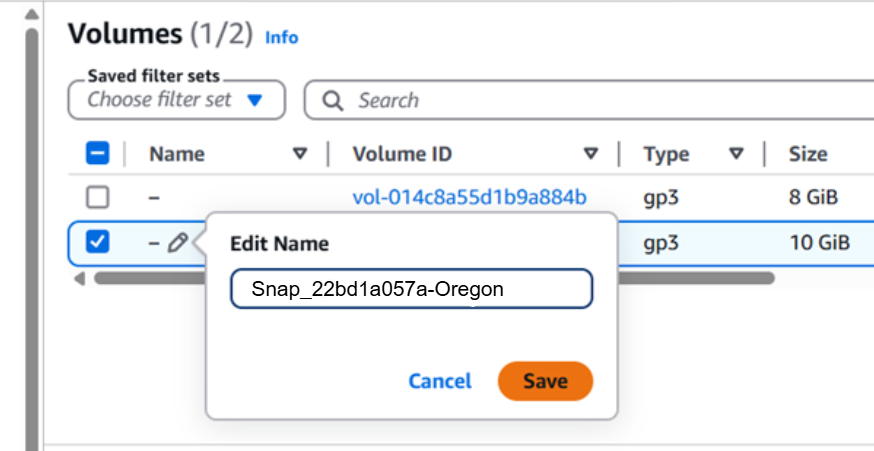 Volumes (1/2) Info
Saved filter sets
Choose filter set Search
Name Volume ID Type Size
– vol-014c8a55d1b9a884b gp3 8 GiB
– gp3 10 GiB
Edit Name
Snap_22bd1a057a-Oregon
Cancel Save